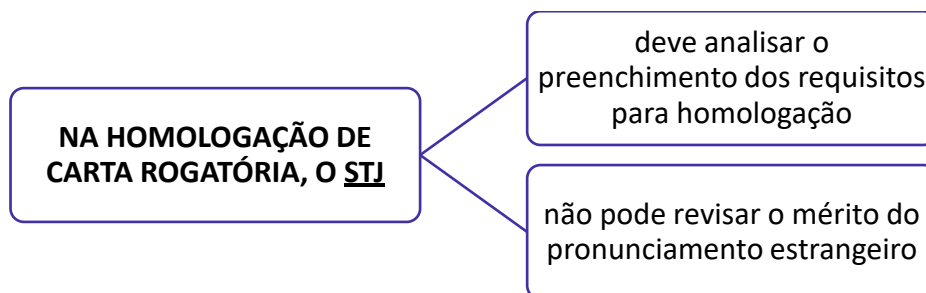 NA HOMOLOGAÇÃO DE
CARTA ROGATÓRIA, O STJ
deve analisar o
preenchimento dos requisitos
para homologação
não pode revisar o mérito do
pronunciamento estrangeiro